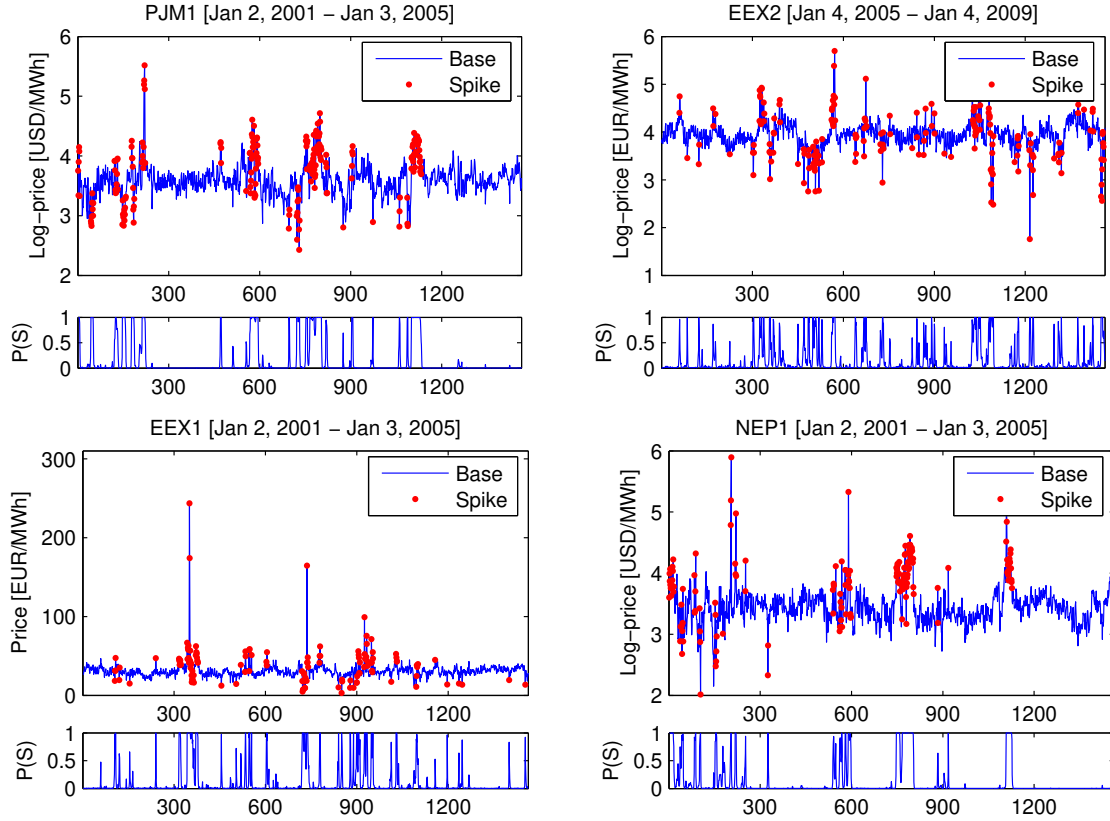 PJM1 [Jan 2, 2001 − Jan 3, 2005]
Log−price [USD/MWh]
6
5
4
3
2
Base
Spike
300 600 900 1200
P(S)
1
0.5
0
300 600 900 1200
EEX2 [Jan 4, 2005 − Jan 4, 2009]
Log−price [EUR/MWh]
6
5
4
3
2
1
Base
Spike
300 600 900 1200
P(S)
1
0.5
0
300 600 900 1200
EEX1 [Jan 2, 2001 − Jan 3, 2005]
Price [EUR/MWh]
300
200
100
0
Base
Spike
300 600 900 1200
P(S)
1
0.5
0
300 600 900 1200
NEP1 [Jan 2, 2001 − Jan 3, 2005]
Log−price [USD/MWh]
6
5
4
3
2
Base
Spike
300 600 900 1200
P(S)
1
0.5
0
300 600 900 1200